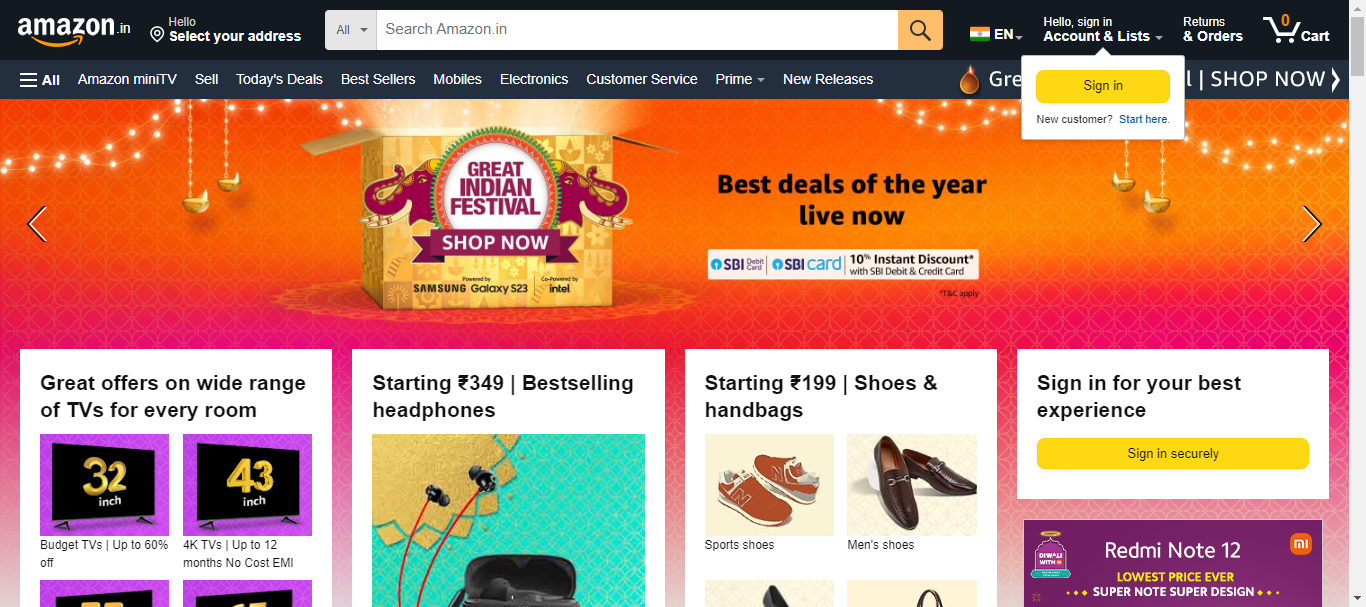 amazon.in
Hello
Select your address
All
Search Amazon.in
EN
Hello, sign in
Account & Lists
Returns
& Orders
0
Cart
All
Amazon miniTV
Sell
Today's Deals
Best Sellers
Mobiles
Electronics
Customer Service
Prime
New Releases
Gre
l | SHOP NOW
Sign in
New customer? Start here.
GREAT
INDIAN
FESTIVAL
SHOP NOW
Powered by
SAMSUNG Galaxy S23
Co-Powered by
intel.
Best deals of the year
live now
SBI Debit Card
SBI card
10% Instant Discount*
with SBI Debit & Credit Card
*T&C apply
Great offers on wide range
of TVs for every room
32
inch
43
inch
Budget TVs | Up to 60%
off
4K TVs | Up to 12
months No Cost EMI
Starting ₹349 | Bestselling
headphones
Starting ₹199 | Shoes &
handbags
Sports shoes
Men's shoes
Sign in for your best
experience
Sign in securely
DIWALI
WITH mi
Redmi Note 12
mi
LOWEST PRICE EVER
SUPER NOTE SUPER DESIGN